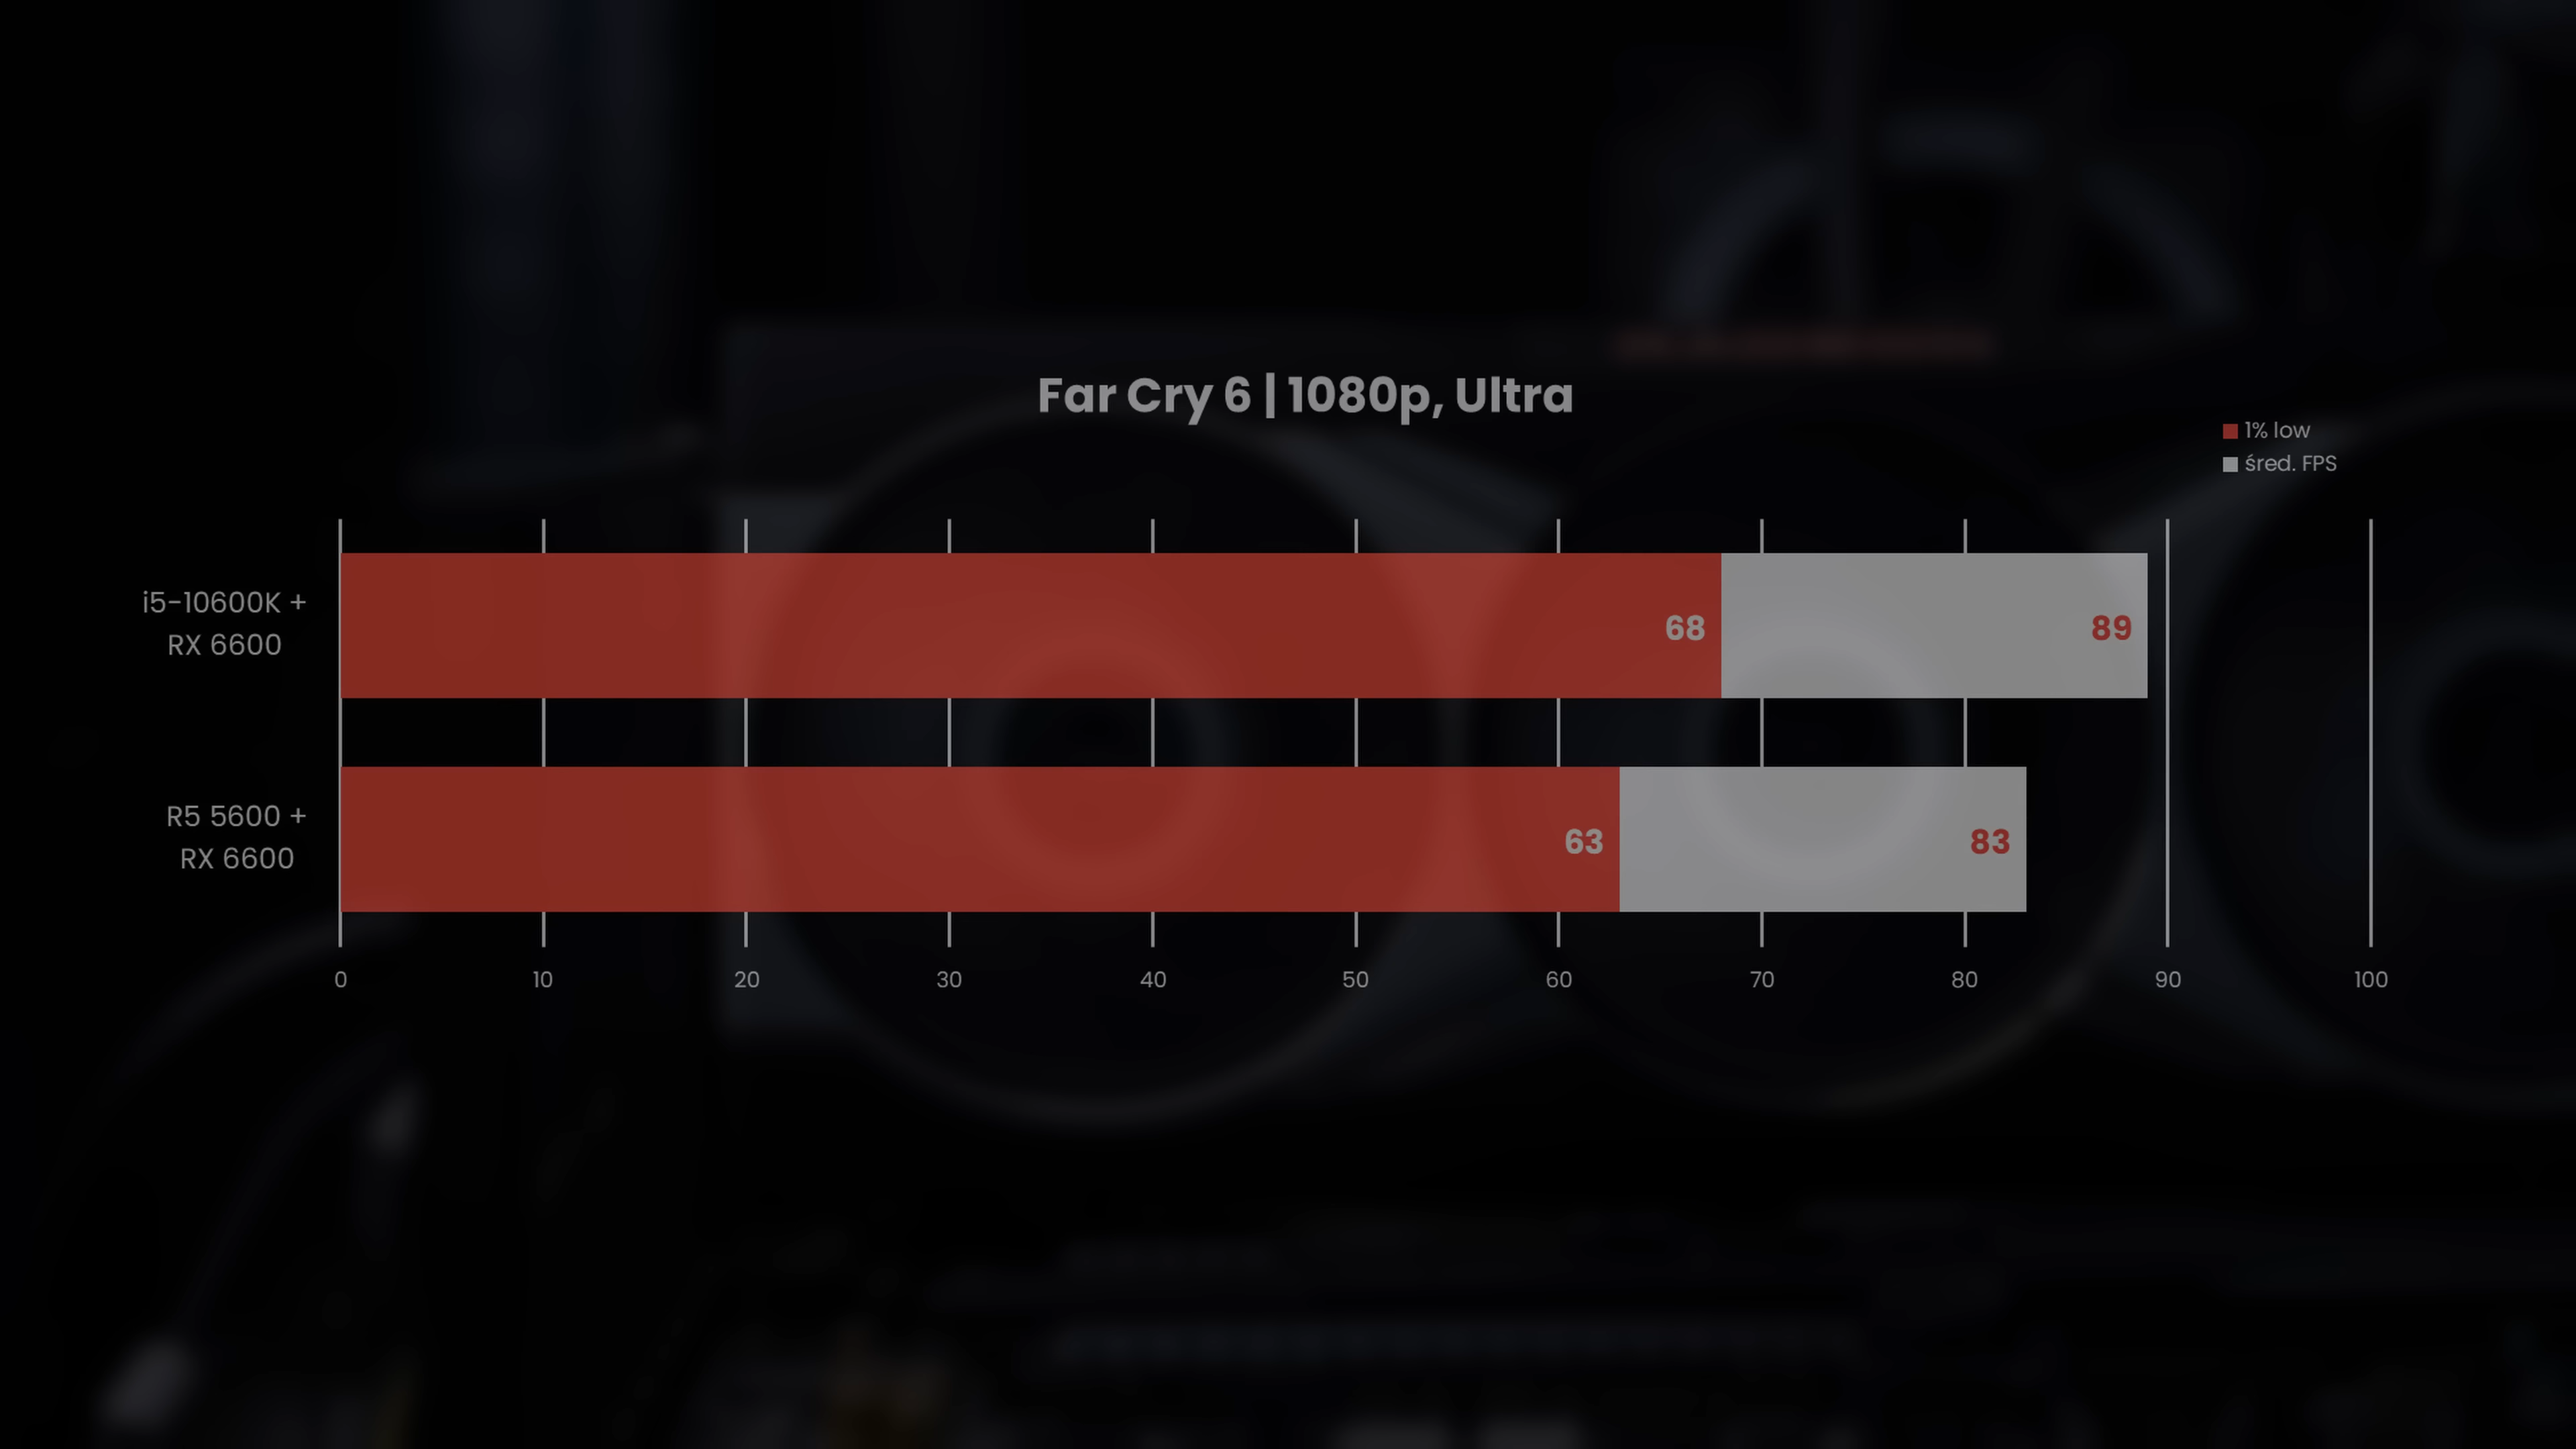 Far Cry 6 | 1080p, Ultra
1% low
śred. FPS
i5-10600K +
RX 6600
68
89
R5 5600 +
RX 6600
63
83
0 10 20 30 40 50 60 70 80 90 100